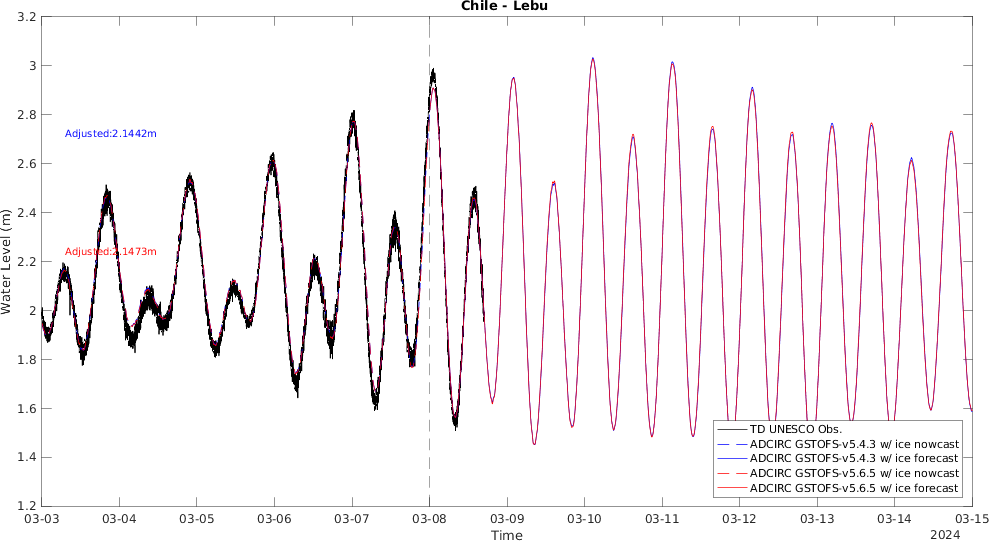 Chile - Lebu
3.2
3
2.8
2.6
2.4
2.2
2
1.8
1.6
1.4
1.2
Water Level (m)
Adjusted:2.1442m
Adjusted:2.1473m
TD UNESCO Obs.
ADCIRC GSTOFS-v5.4.3 w/ ice nowcast
ADCIRC GSTOFS-v5.4.3 w/ ice forecast
ADCIRC GSTOFS-v5.6.5 w/ ice nowcast
ADCIRC GSTOFS-v5.6.5 w/ ice forecast
03-03 03-04 03-05 03-06 03-07 03-08 03-09 03-10 03-11 03-12 03-13 03-14 03-15
Time
2024